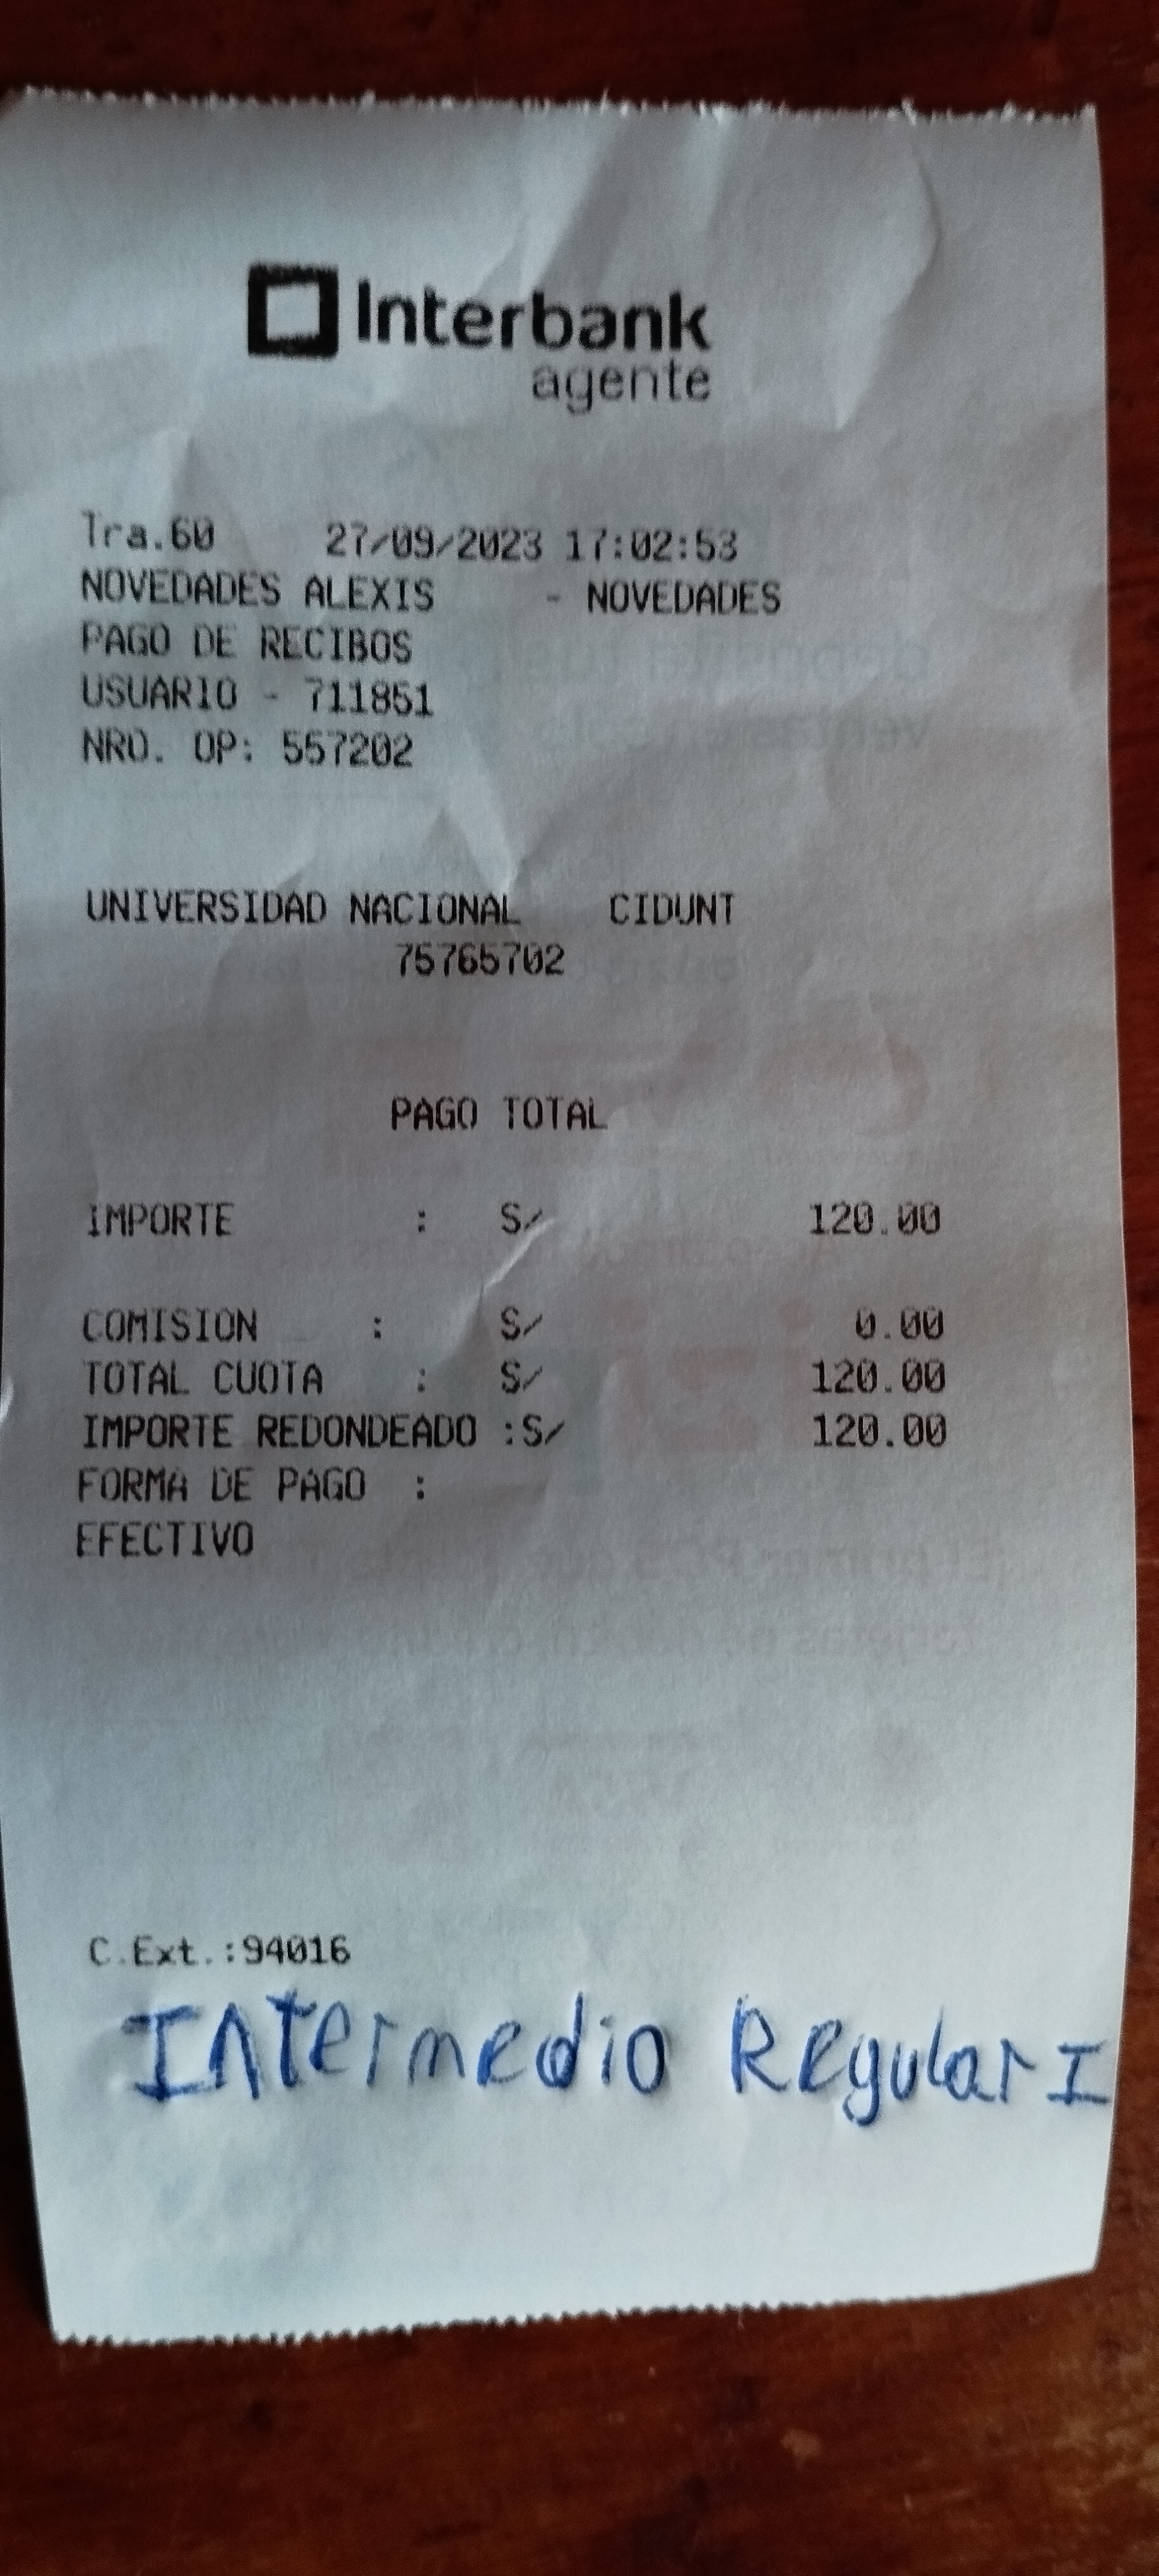 Interbank
agente
Tra.60 27/09/2023 17:02:53
NOVEDADES ALEXIS - NOVEDADES
PAGO DE RECIBOS
USUARIO - 711851
NRO. OP: 557202
UNIVERSIDAD NACIONAL CIDUNT
75765702
PAGO TOTAL
IMPORTE : S/ 120.00
COMISION : S/ 0.00
TOTAL CUOTA : S/ 120.00
IMPORTE REDONDEADO :S/ 120.00
FORMA DE PAGO :
EFECTIVO
C.Ext.:94016
Intermedio Regular I